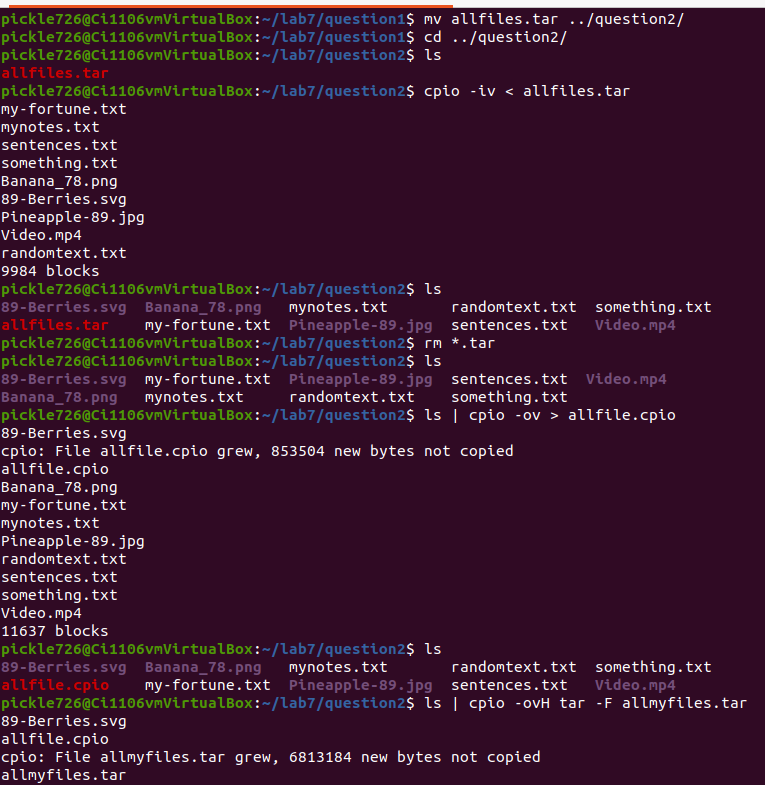 pickle726@Ci1106vmVirtualBox:~/lab7/question1$ mv allfiles.tar ../question2/
pickle726@Ci1106vmVirtualBox:~/lab7/question1$ cd ../question2/
pickle726@Ci1106vmVirtualBox:~/lab7/question2$ ls
allfiles.tar
pickle726@Ci1106vmVirtualBox:~/lab7/question2$ cpio -iv < allfiles.tar
my-fortune.txt
mynotes.txt
sentences.txt
something.txt
Banana_78.png
89-Berries.svg
Pineapple-89.jpg
Video.mp4
randomtext.txt
9984 blocks
pickle726@Ci1106vmVirtualBox:~/lab7/question2$ ls
89-Berries.svg  Banana_78.png   mynotes.txt       randomtext.txt  something.txt
allfiles.tar    my-fortune.txt  Pineapple-89.jpg  sentences.txt   Video.mp4
pickle726@Ci1106vmVirtualBox:~/lab7/question2$ rm *.tar
pickle726@Ci1106vmVirtualBox:~/lab7/question2$ ls
89-Berries.svg  my-fortune.txt  Pineapple-89.jpg  sentences.txt  Video.mp4
Banana_78.png   mynotes.txt     randomtext.txt    something.txt
pickle726@Ci1106vmVirtualBox:~/lab7/question2$ ls | cpio -ov > allfile.cpio
89-Berries.svg
cpio: File allfile.cpio grew, 853504 new bytes not copied
allfile.cpio
Banana_78.png
my-fortune.txt
mynotes.txt
Pineapple-89.jpg
randomtext.txt
sentences.txt
something.txt
Video.mp4
11637 blocks
pickle726@Ci1106vmVirtualBox:~/lab7/question2$ ls
89-Berries.svg  Banana_78.png   mynotes.txt       randomtext.txt  something.txt
allfile.cpio    my-fortune.txt  Pineapple-89.jpg  sentences.txt   Video.mp4
pickle726@Ci1106vmVirtualBox:~/lab7/question2$ ls | cpio -ovH tar -F allmyfiles.tar
89-Berries.svg
allfile.cpio
cpio: File allmyfiles.tar grew, 6813184 new bytes not copied
allmyfiles.tar